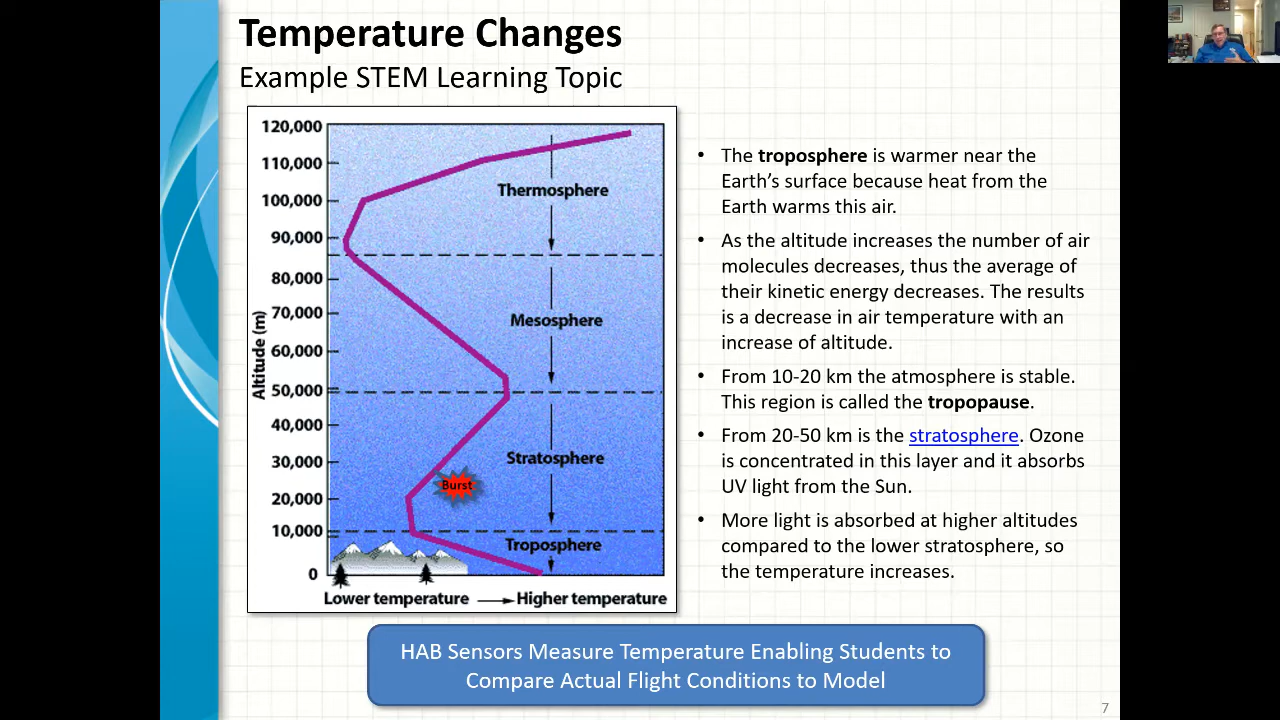 Temperature Changes
Example STEM Learning Topic
120,000
110,000
100,000
90,000
80,000
70,000
60,000
50,000
40,000
30,000
20,000
10,000
0
Altitude (m)
Thermosphere
Mesosphere
Stratosphere
Burst
Troposphere
Lower temperature
Higher temperature
• The troposphere is warmer near the
Earth’s surface because heat from the
Earth warms this air.
• As the altitude increases the number of air
molecules decreases, thus the average of
their kinetic energy decreases. The results
is a decrease in air temperature with an
increase of altitude.
• From 10-20 km the atmosphere is stable.
This region is called the tropopause.
• From 20-50 km is the stratosphere. Ozone
is concentrated in this layer and it absorbs
UV light from the Sun.
• More light is absorbed at higher altitudes
compared to the lower stratosphere, so
the temperature increases.
HAB Sensors Measure Temperature Enabling Students to
Compare Actual Flight Conditions to Model
7